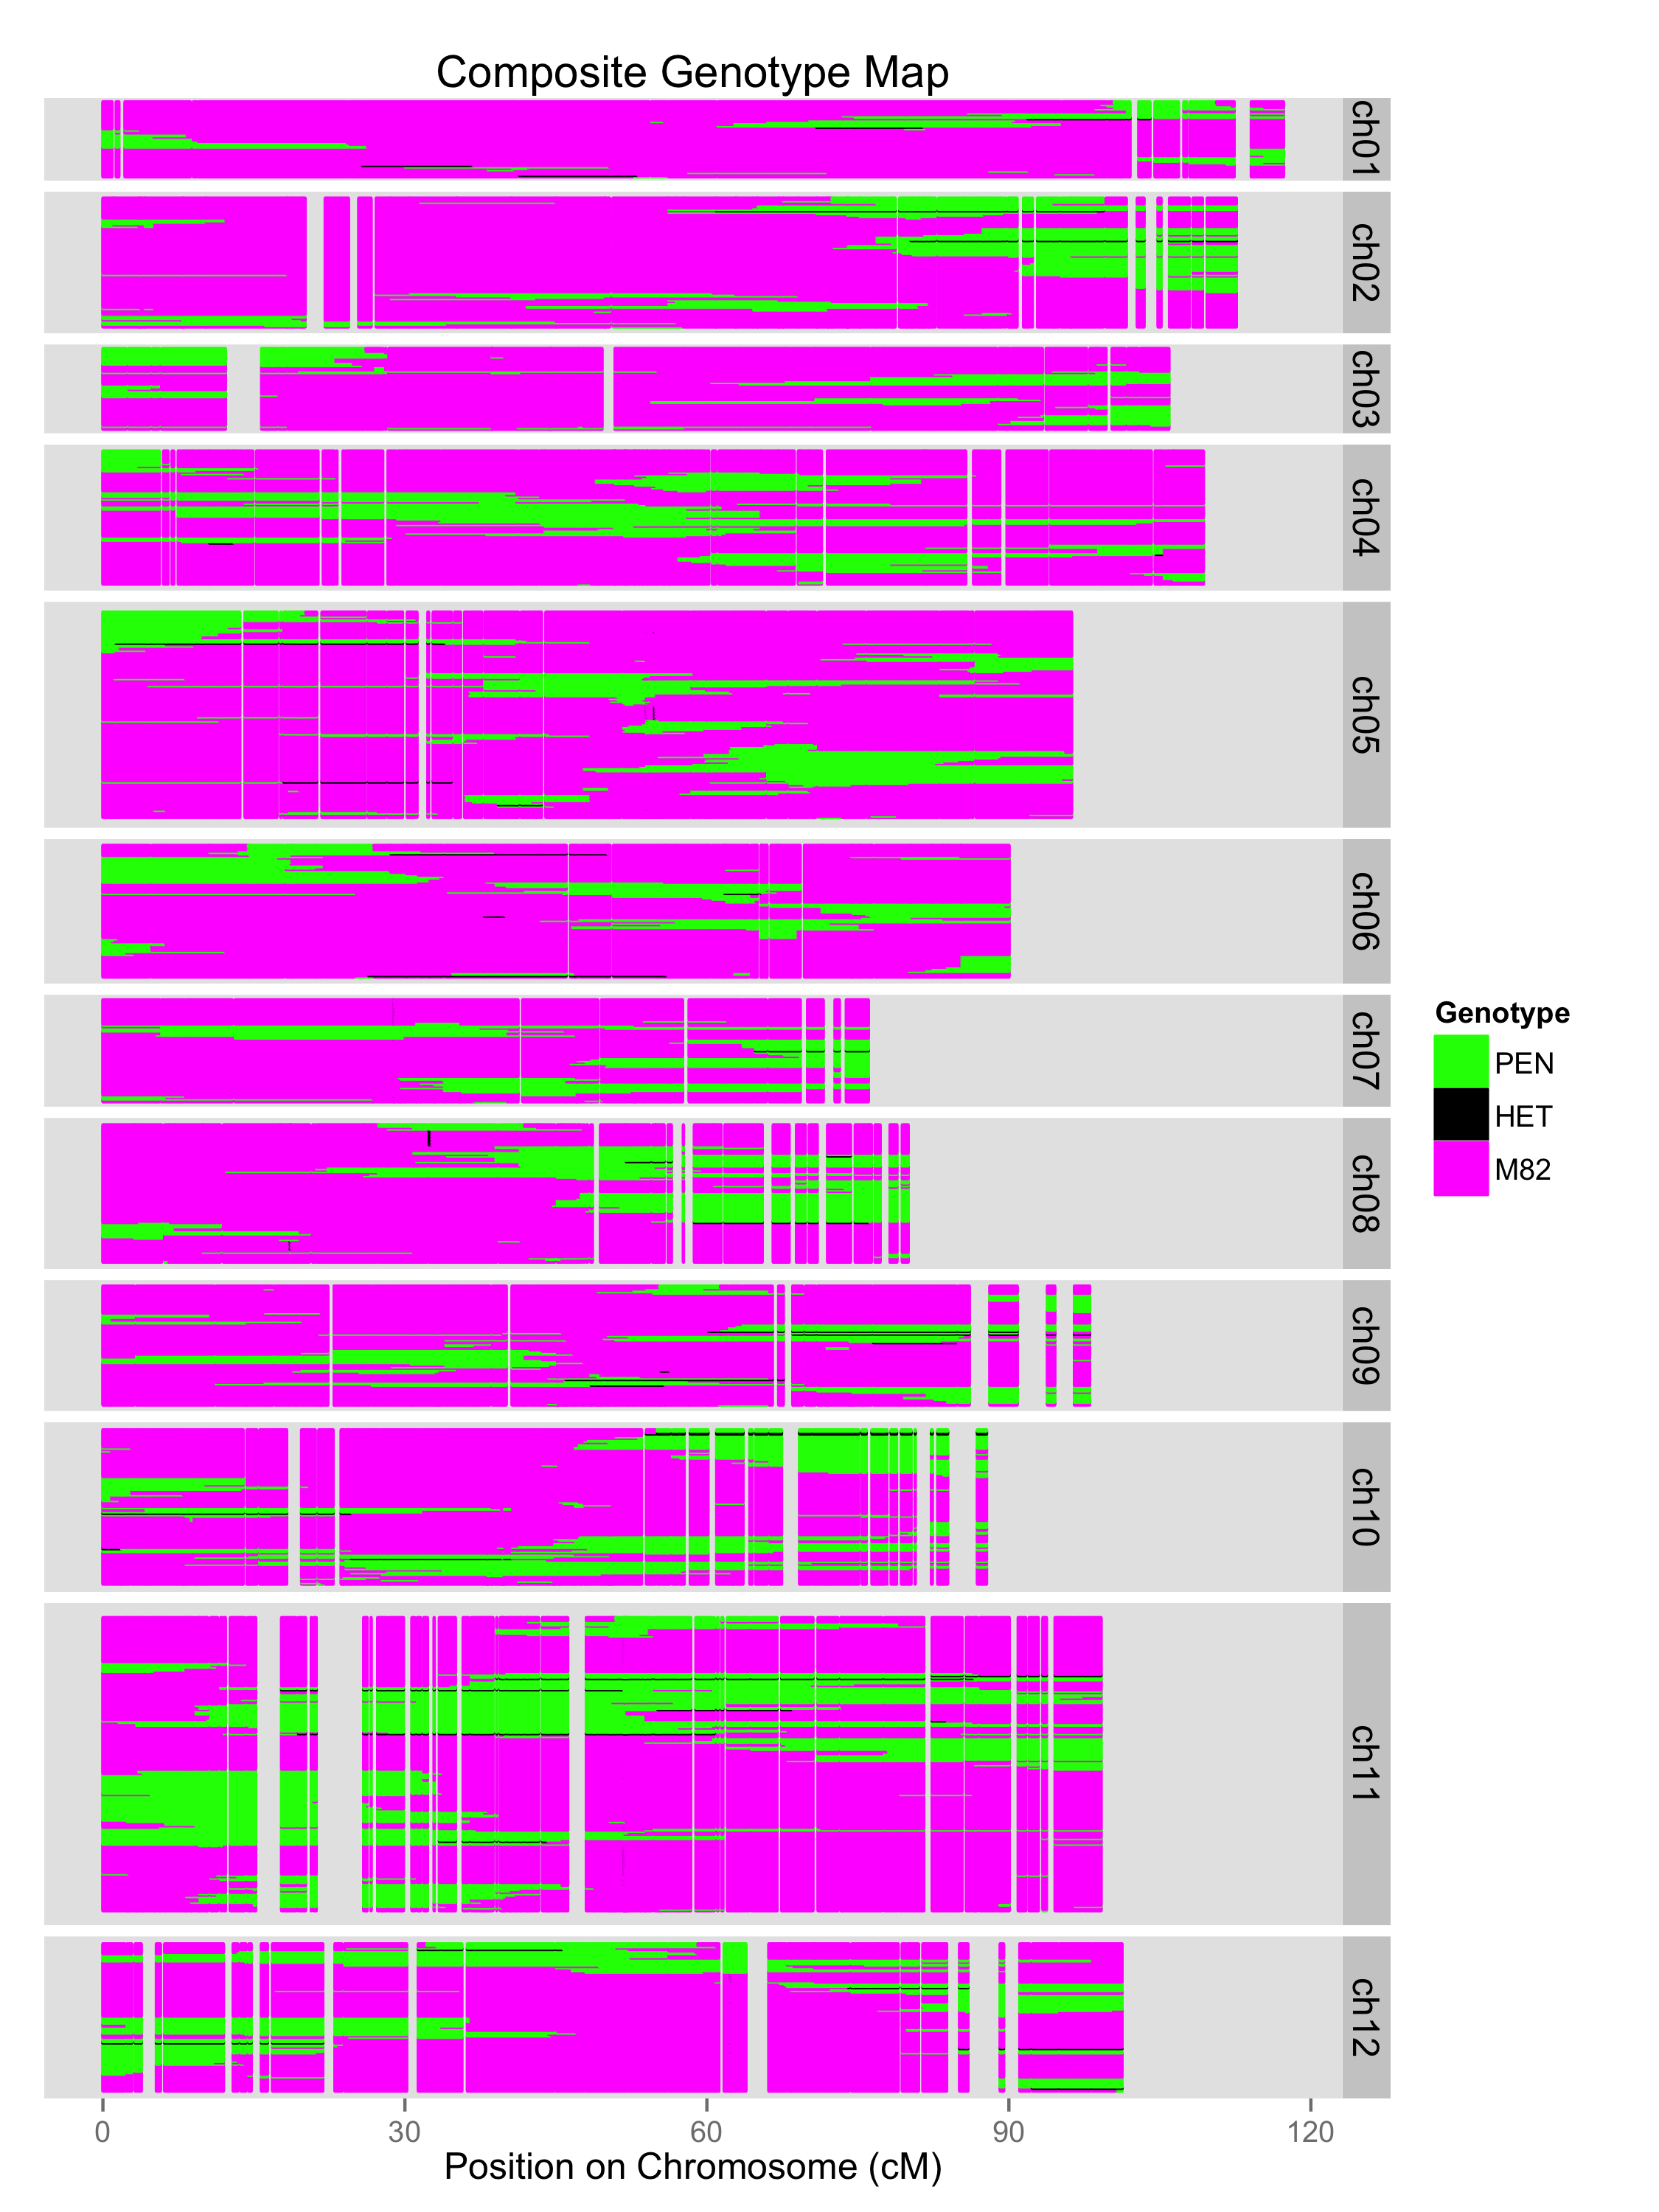 Composite Genotype Map
ch01
ch02
ch03
ch04
ch05
ch06
ch07
ch08
ch09
ch10
ch11
ch12
Genotype
PEN
HET
M82
0 30 60 90 120
Position on Chromosome (cM)